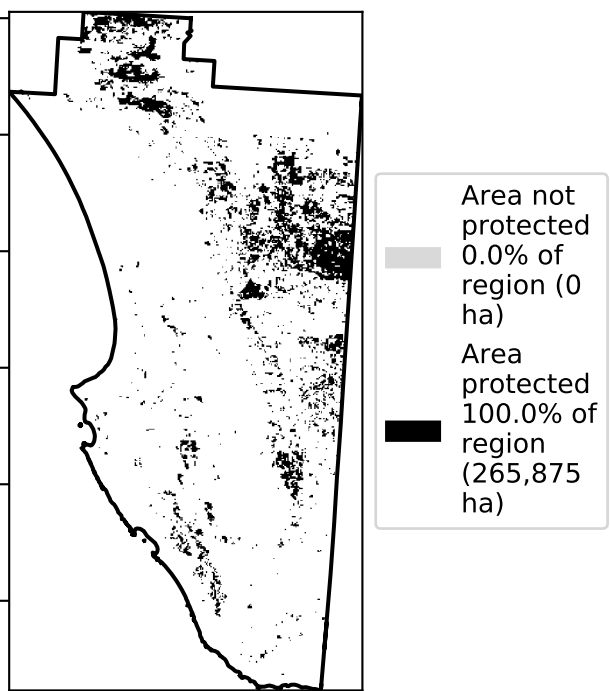 Area not
protected
0.0% of
region (0
ha)
Area
protected
100.0% of
region
(265,875
ha)